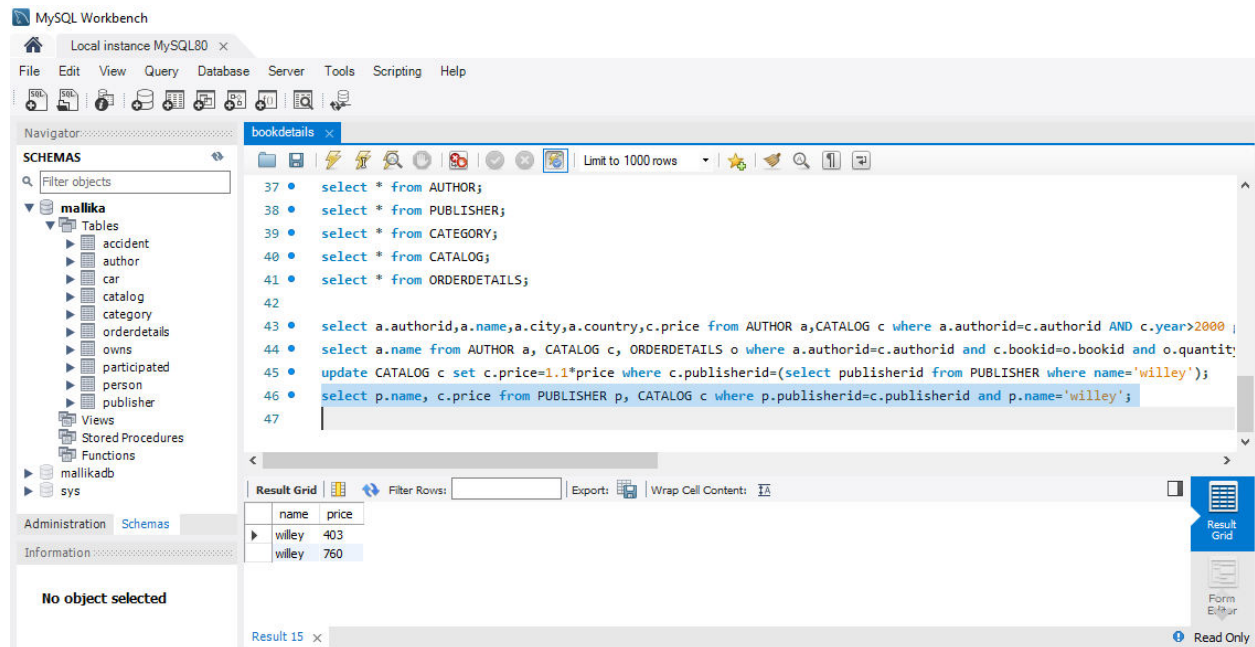 MySQL Workbench
Local instance MySQL80
File Edit View Query Database Server Tools Scripting Help
Navigator
bookdetails
SCHEMAS
Limit to 1000 rows
Filter objects
mallika
Tables
accident
author
car
catalog
category
orderdetails
owns
participated
person
publisher
Views
Stored Procedures
Functions
mallikadb
sys
Administration Schemas
Information
No object selected
37 select * from AUTHOR;
38 select * from PUBLISHER;
39 select * from CATEGORY;
40 select * from CATALOG;
41 select * from ORDERDETAILS;
42
43 select a.authorid,a.name,a.city,a.country,c.price from AUTHOR a,CATALOG c where a.authorid=c.authorid AND c.year>2000
44 select a.name from AUTHOR a, CATALOG c, ORDERDETAILS o where a.authorid=c.authorid and c.bookid=o.bookid and o.quantit
45 update CATALOG c set c.price=1.1*price where c.publisherid=(select publisherid from PUBLISHER where name='willey');
46 select p.name, c.price from PUBLISHER p, CATALOG c where p.publisherid=c.publisherid and p.name='willey';
47
Result Grid Filter Rows: Export: Wrap Cell Content:
name price
willey 403
willey 760
Result Grid
Form Editor
Result 15
Read Only